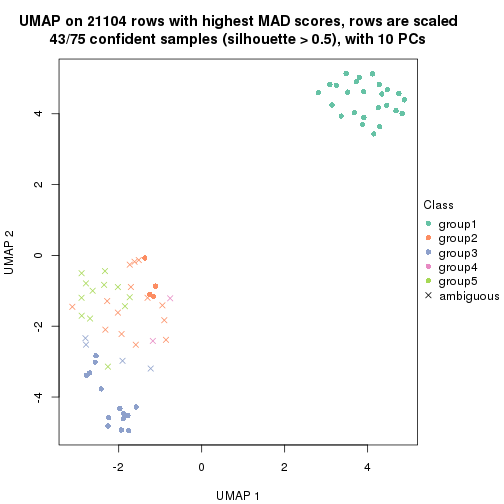 UMAP on 21104 rows with highest MAD scores, rows are scaled
43/75 confident samples (silhouette > 0.5), with 10 PCs
4
2
0
-2
-4
UMAP 2
-2
0
2
4
UMAP 1
Class
group1
group2
group3
group4
group5
ambiguous